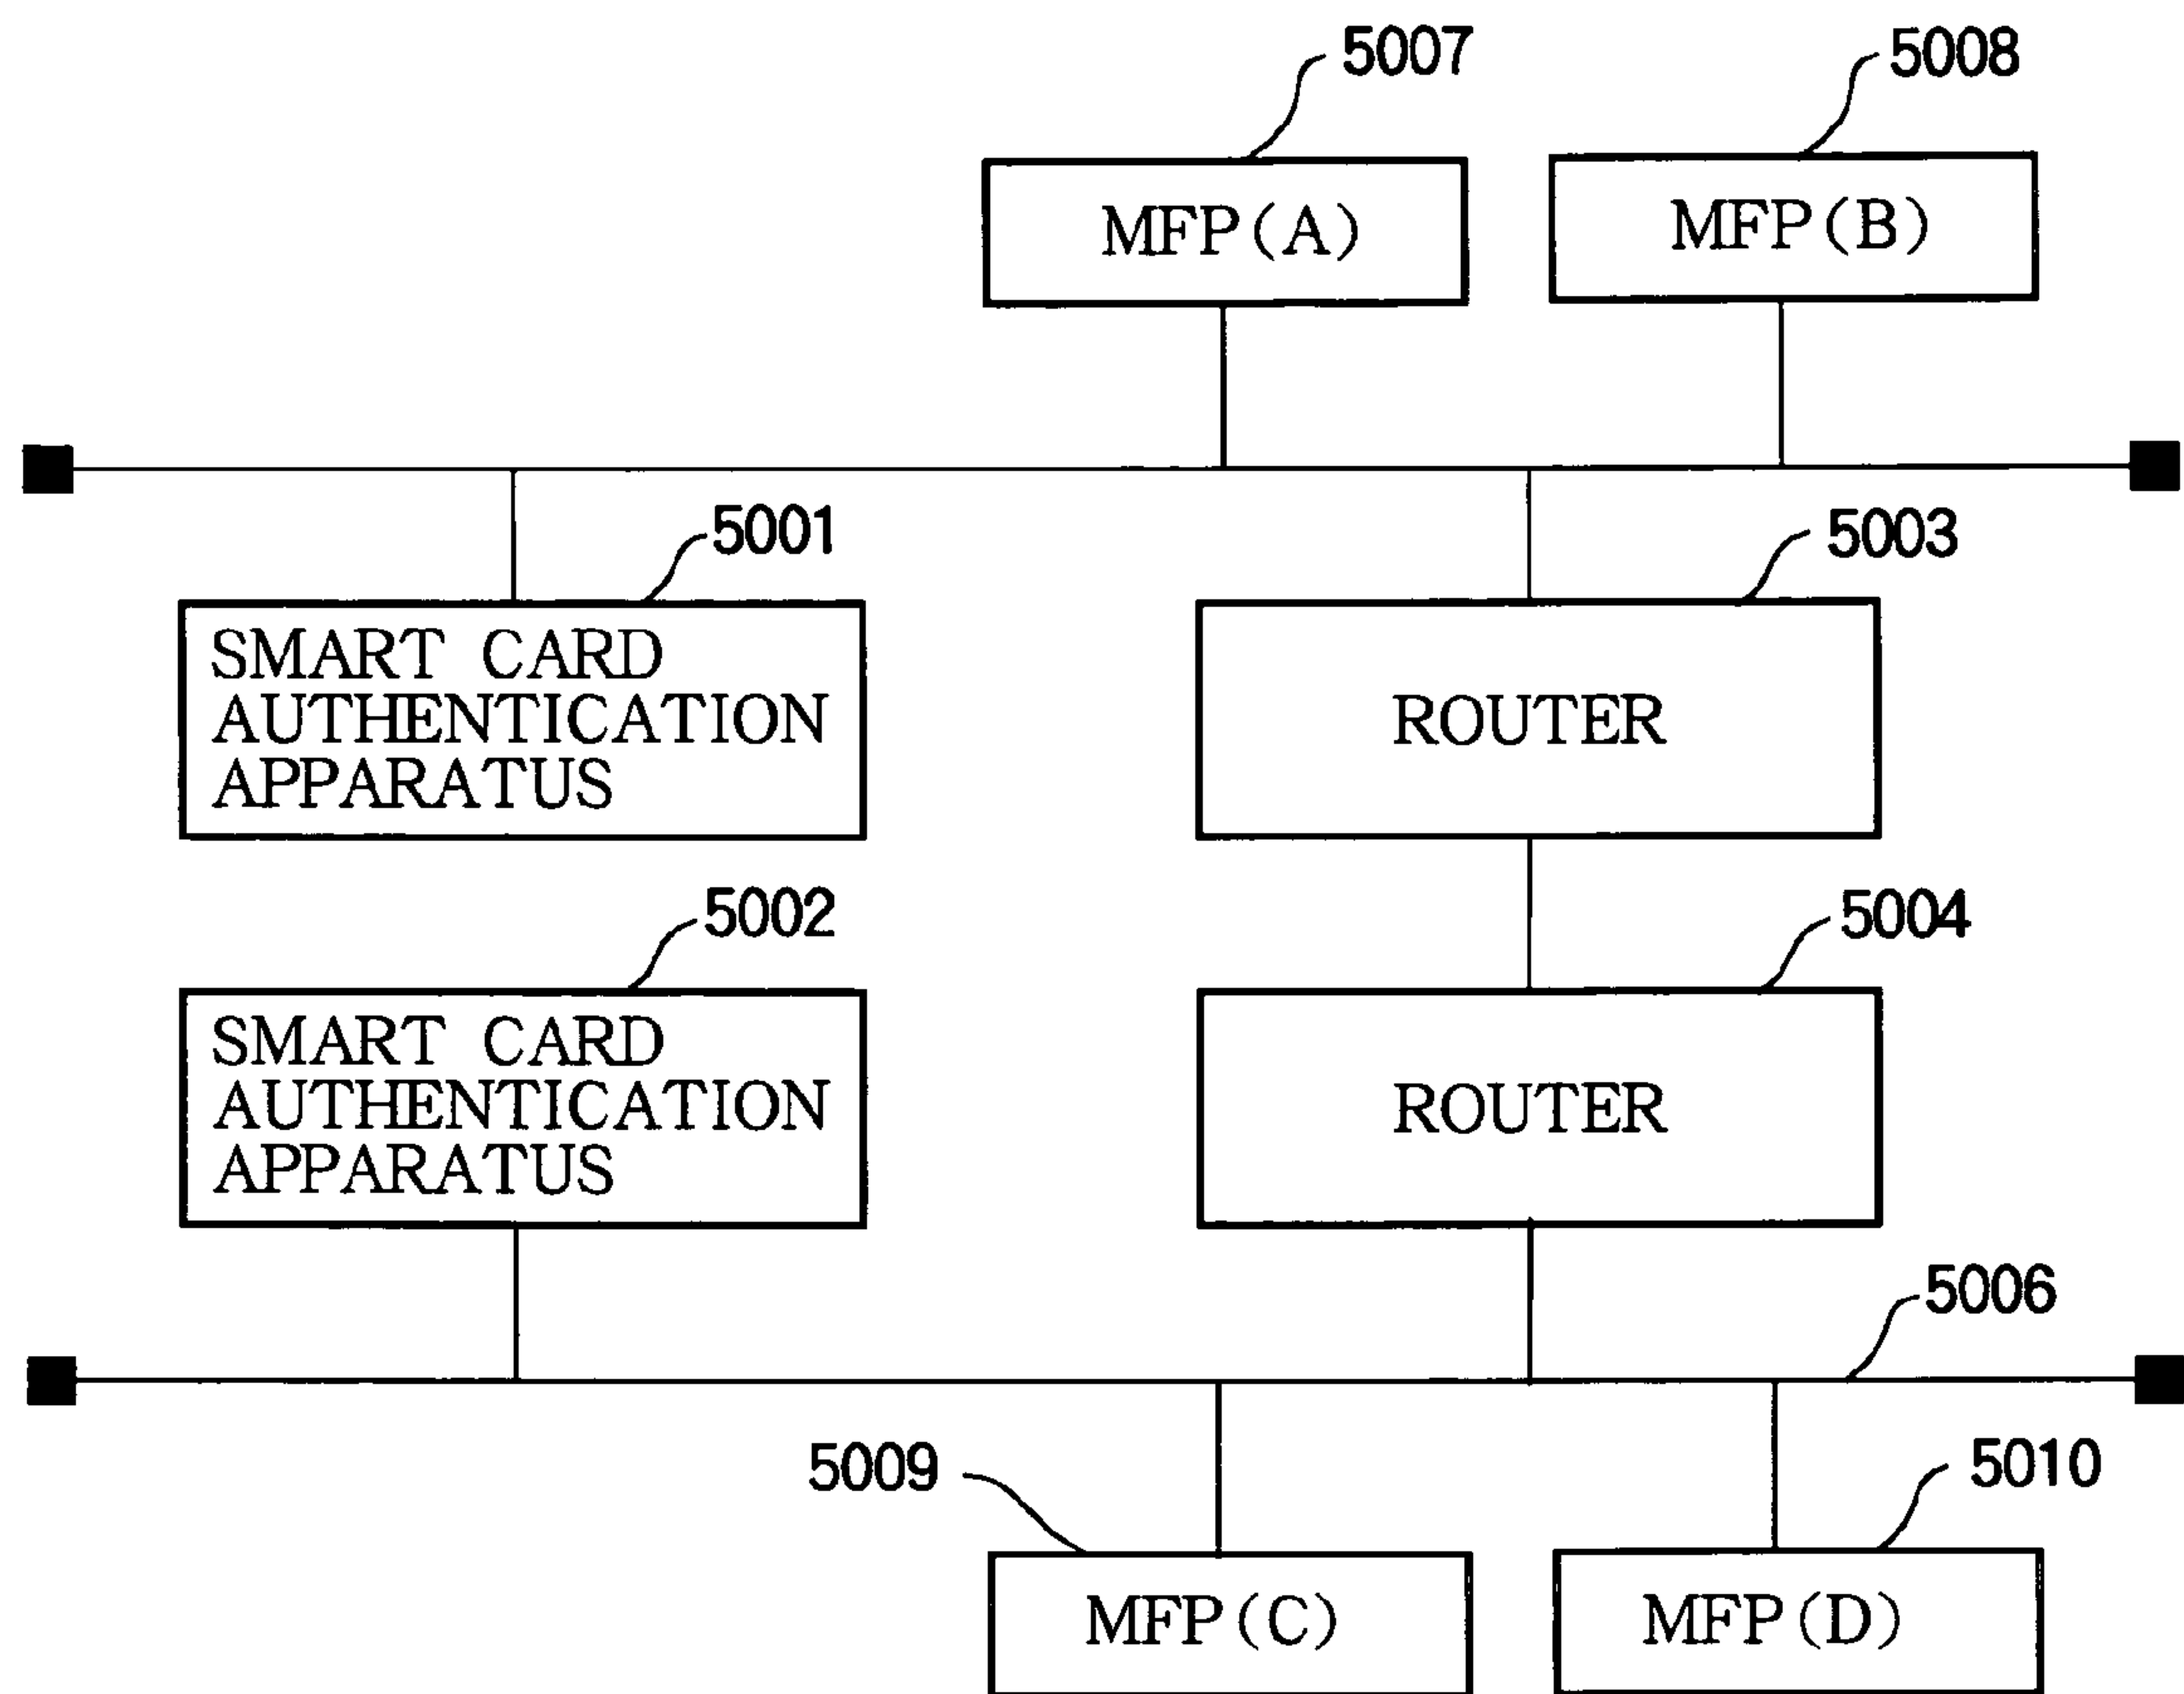 5007
5008
MFP(A)
MFP(B)
5001
5003
SMART CARD
AUTHENTICATION
APPARATUS
ROUTER
5002
5004
SMART CARD
AUTHENTICATION
APPARATUS
ROUTER
5006
5009
5010
MFP(C)
MFP(D)